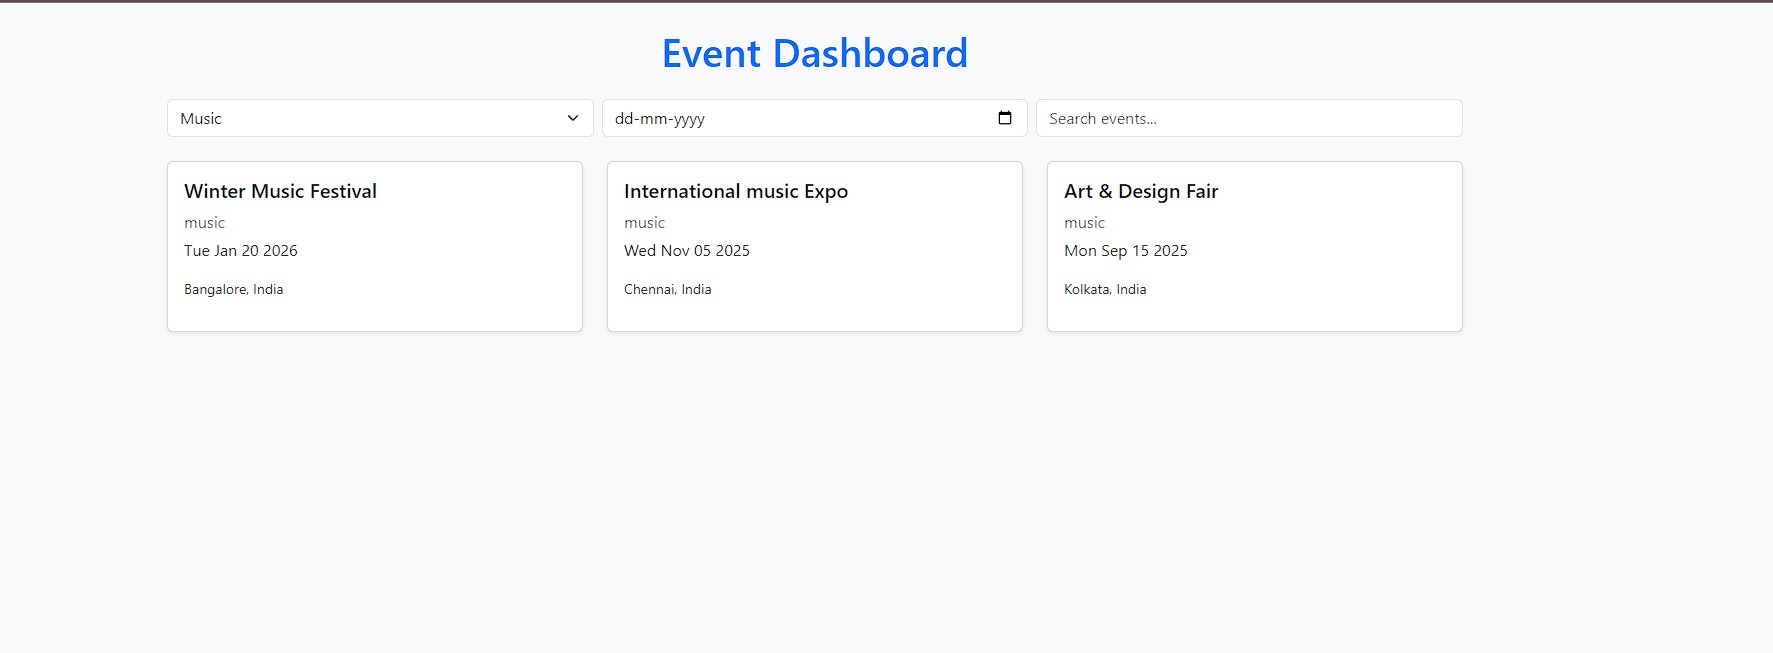 Event Dashboard
Music
dd-mm-yyyy
Search events...
Winter Music Festival
music
Tue Jan 20 2026
Bangalore, India
International music Expo
music
Wed Nov 05 2025
Chennai, India
Art & Design Fair
music
Mon Sep 15 2025
Kolkata, India